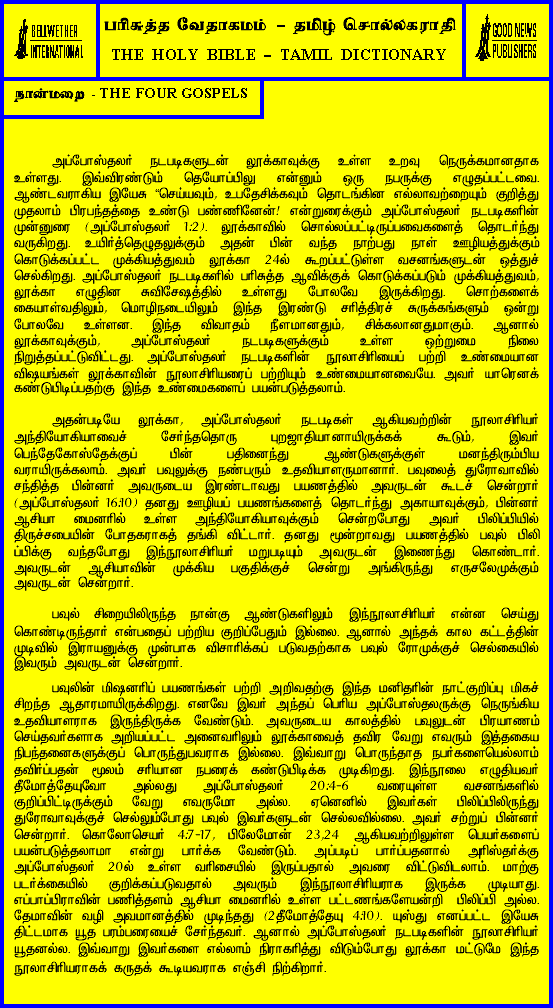 BELLWETHER
INTERNATIONAL
பரிசுத்த வேதாகமம் – தமிழ் சொல்லகராதி
THE HOLY BIBLE – TAMIL DICTIONARY
GOOD NEWS
PUBLISHERS
நான்மறை - THE FOUR GOSPELS
அப்போஸ்தலர் நடபடிகளுடன் லூக்காவுக்கு உள்ள உறவு நெருக்கமானதாக
உள்ளது. இவ்விரண்டும் தெயோப்பிலு என்னும் ஒரு நபருக்கு எழுதப்பட்டவை.
ஆண்டவராகிய இயேசு “செய்யவும், உபதேசிக்கவும் தொடங்கின எல்லாவற்றையும் குறித்து
முதலாம் பிரபந்தத்தை உண்டு பண்ணினேன்! என்றுரைக்கும் அப்போஸ்தலர் நடபடிகளின்
முன்னுரை (அப்போஸ்தலர் 1:2). லூக்காவில் சொல்லப்பட்டிருப்பவைகளைத் தொடர்ந்து
வருகிறது. உயிர்த்தெழுதலுக்கும் அதன் பின் வந்த நாற்பது நாள் ஊழியத்துக்கும்
கொடுக்கப்பட்ட முக்கியத்துவம் லூக்கா 24ல் கூறப்பட்டுள்ள வசனங்களுடன் ஒத்துச்
செல்கிறது. அப்போஸ்தலர் நடபடிகளில் பரிசுத்த ஆவிக்குக் கொடுக்கப்படும் முக்கியத்துவம்,
லூக்கா எழுதின சுவிசேஷத்தில் உள்ளது போலவே இருக்கிறது. சொற்களைக்
கையாள்வதிலும், மொழிநடையிலும் இந்த இரண்டு சரித்திரச் சுருக்கங்களும் ஒன்று
போலவே உள்ளன. இந்த விவாதம் நீளமானதும், சிக்கலானதுமாகும். ஆனால்
லூக்காவுக்கும், அப்போஸ்தலர் நடபடிகளுக்கும் உள்ள ஒற்றுமை நிலை
நிறுத்தப்பட்டுவிட்டது. அப்போஸ்தலர் நடபடிகளின் நூலாசிரியைப் பற்றி உண்மையான
விஷயங்கள் லூக்காவின் நூலாசிரியரைப் பற்றியும் உண்மையானவையே. அவர் யாரெனக்
கண்டுபிடிப்பதற்கு இந்த உண்மைகளைப் பயன்படுத்தலாம்.
அதன்படியே லூக்கா, அப்போஸ்தலர் நடபடிகள் ஆகியவற்றின் நூலாசிரியர்
அந்தியோகியாவைச் சேர்ந்ததொரு புறஜாதியானாயிருக்கக் கூடும், இவர்
பெந்தேகோஸ்தேக்குப் பின் பதினைந்து ஆண்டுகளுக்குள் மனந்திரும்பிய
வராயிருக்கலாம். அவர் பவுலுக்கு நண்பரும் உதவியாளருமானார். பவுலைத் துரோவாவில்
சந்தித்த பின்னர் அவருடைய இரண்டாவது பயணத்தில் அவருடன் கூடச் சென்றார்
(அப்போஸ்தலர் 16:10) தனது ஊழியப் பயணங்களைத் தொடர்ந்து அகாயாவுக்கும், பின்னர்
ஆசியா மைனரில் உள்ள அந்தியோகியாவுக்கும் சென்றபோது அவர் பிலிப்பியில்
திருச்சபையின் போதகராகத் தங்கி விட்டார். தனது மூன்றாவது பயணத்தில் பவுல் பிலி
ப்பிக்கு வந்தபோது இந்நூலாசிரியர் மறுபடியும் அவருடன் இணைந்து கொண்டார்.
அவருடன் ஆசியாவின் முக்கிய பகுதிக்குச் சென்று அங்கிருந்து எருசலேமுக்கும்
அவருடன் சென்றார்.
பவுல் சிறையிலிருந்த நான்கு ஆண்டுகளிலும் இந்நூலாசிரியர் என்ன செய்து
கொண்டிருந்தார் என்பதைப் பற்றிய குறிப்பேதும் இல்லை. ஆனால் அந்தக் கால கட்டத்தின்
முடிவில் இராயனுக்கு முன்பாக விசாரிக்கப் படுவதற்காக பவுல் ரோமுக்குச் செல்கையில்
இவரும் அவருடன் சென்றார்.
பவுலின் மிஷனரிப் பயணங்கள் பற்றி அறிவதற்கு இந்த மனிதரின் நாட்குறிப்பு மிகச்
சிறந்த ஆதாரமாயிருக்கிறது. எனவே இவர் அந்தப் பெரிய அப்போஸ்தலருக்கு நெருங்கிய
உதவியாளராக இருந்திருக்க வேண்டும். அவருடைய காலத்தில் பவுலுடன் பிரயாணம்
செய்தவர்களாக அறியப்பட்ட அனைவரிலும் லூக்காவைத் தவிர வேறு எவரும் இத்தகைய
நிபந்தனைகளுக்குப் பொருந்துபவராக இல்லை. இவ்வாறு பொருந்தாத நபர்களையெல்லாம்
தவிர்ப்பதன் மூலம் சரியான நபரைக் கண்டுபிடிக்க முடிகிறது. இந்நூலை எழுதியவர்
தீமோத்தேயுவோ அல்லது அப்போஸ்தலர் 20:4-6 வரையுள்ள வசனங்களில்
குறிப்பிட்டிருக்கும் வேறு எவருமோ அல்ல. ஏனெனில் இவர்கள் பிலிப்பிலிருந்து
துரோவாவுக்குச் செல்லும்போது பவுல் இவர்களுடன் செல்லவில்லை. அவர் சற்றுப் பின்னர்
சென்றார். கொலோசெயர் 4:7-17, பிலேமோன் 23,24 ஆகியவற்றிலுள்ள பெயர்களைப்
பயன்படுத்தலாமா என்று பார்க்க வேண்டும். அப்படிப் பார்ப்பதனால் அரிஸ்தர்க்கு
அப்போஸ்தலர் 20ல் உள்ள வரிசையில் இருப்பதால் அவரை விட்டுவிடலாம். மாற்கு
படர்க்கையில் குறிக்கப்படுவதால் அவரும் இந்நூலாசிரியராக இருக்க முடியாது.
எப்பாப்பிராவின் பணித்தளம் ஆசியா மைனரில் உள்ள பட்டணங்களேயன்றி பிலிப்பி அல்ல.
தேமாவின் வழி அவமானத்தில் முடிந்தது (2தீமோத்தேயு 4:10). யுஸ்து எனப்பட்ட இயேசு
திட்டமாக யூத பரம்பரையைச் சேர்ந்தவர். ஆனால் அப்போஸ்தலர் நடபடிகளின் நூலாசிரியர்
யூதனல்ல. இவ்வாறு இவர்களை எல்லாம் நிராகரித்து விடும்போது லூக்கா மட்டுமே இந்த
நூலாசிரியராகக் கருதக் கூடியவராக எஞ்சி நிற்கிறார்.